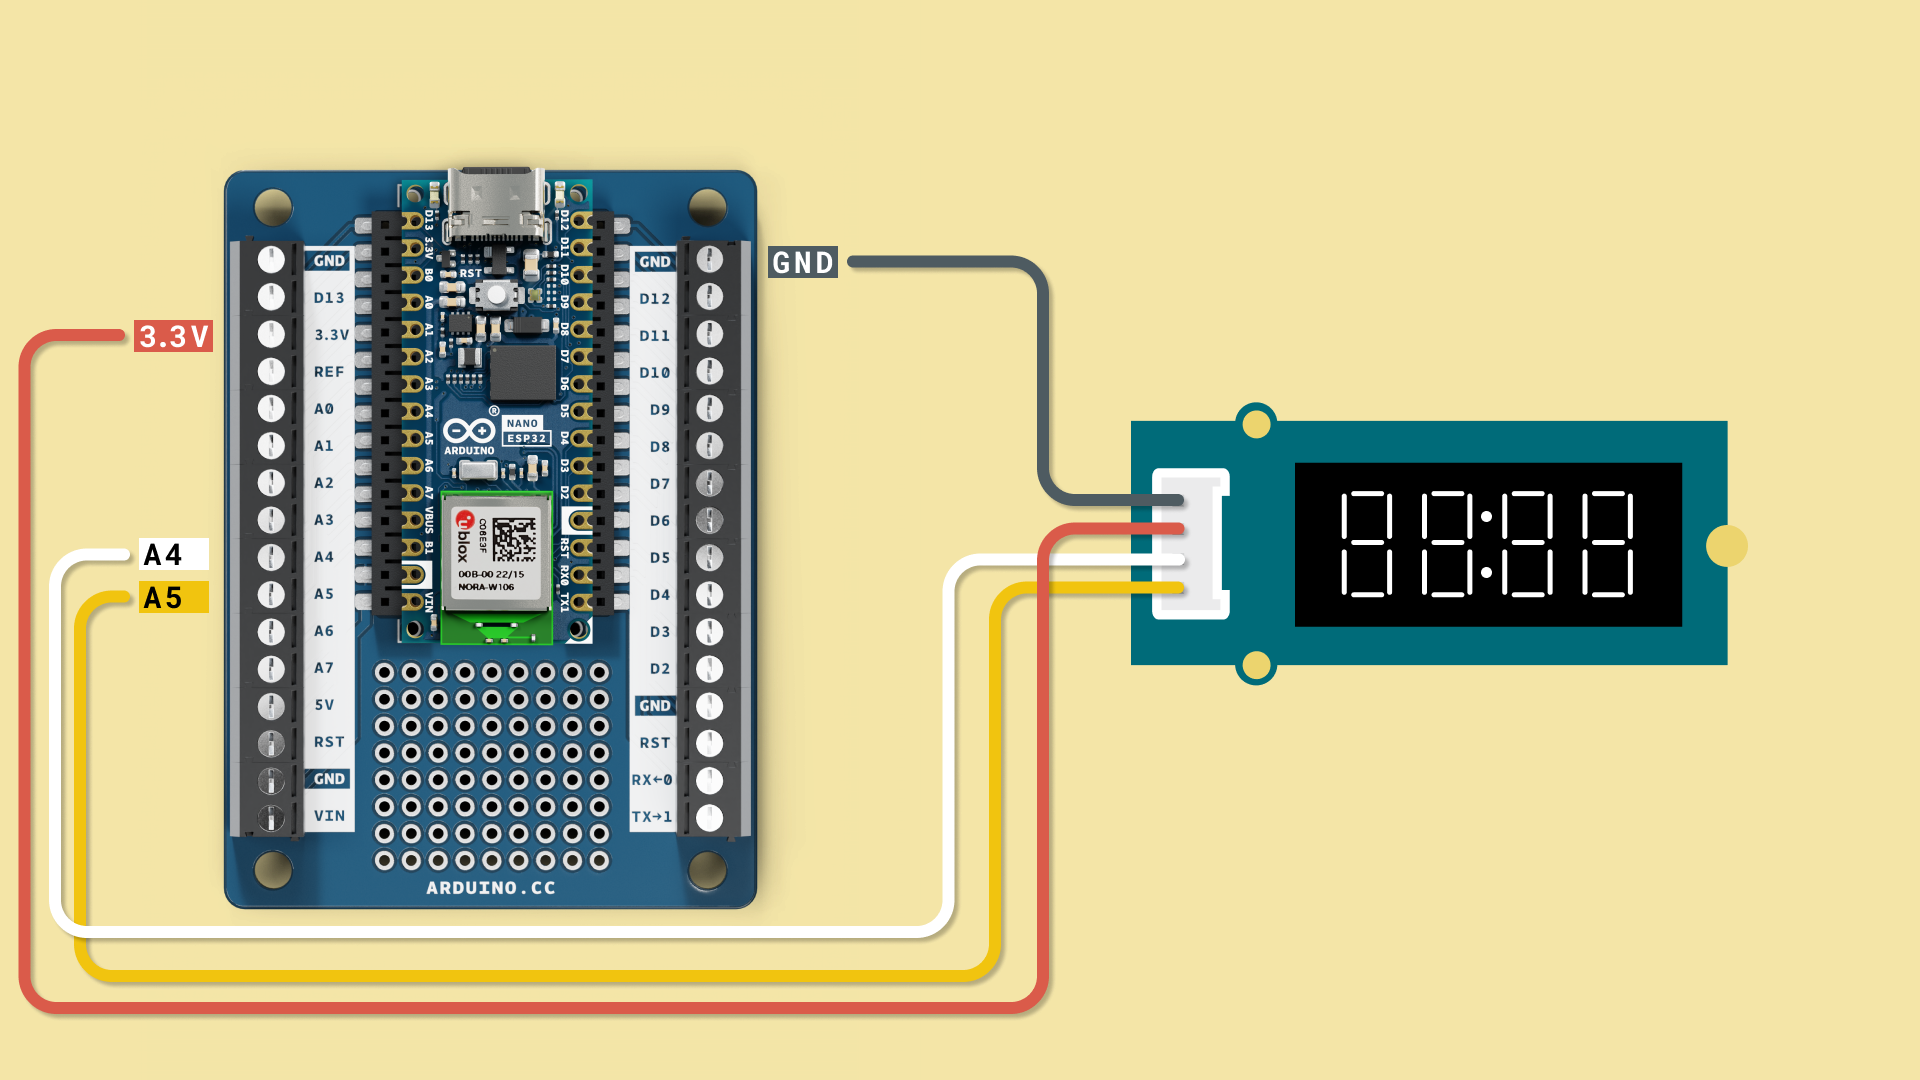 GND
3.3V
A4
A5
GND
D13
3.3V
REF
A0
A1
A2
A3
A4
A5
A6
A7
5V
RST
GND
VIN
D13
3.3V
B0
A0
A1
A2
A3
A4
A5
A6
A7
VBUS
B1
VIN
RST
®
NANO
ESP32
ARDUINO
ublox
C06E3F
00B-00 22/15
NORA-W106
D12
D11
D10
D9
D8
D7
D6
D5
D4
D3
D2
RST
RX0
TX1
GND
D12
D11
D10
D9
D8
D7
D6
D5
D4
D3
D2
GND
RST
RX←0
TX→1
ARDUINO.CC
88:88